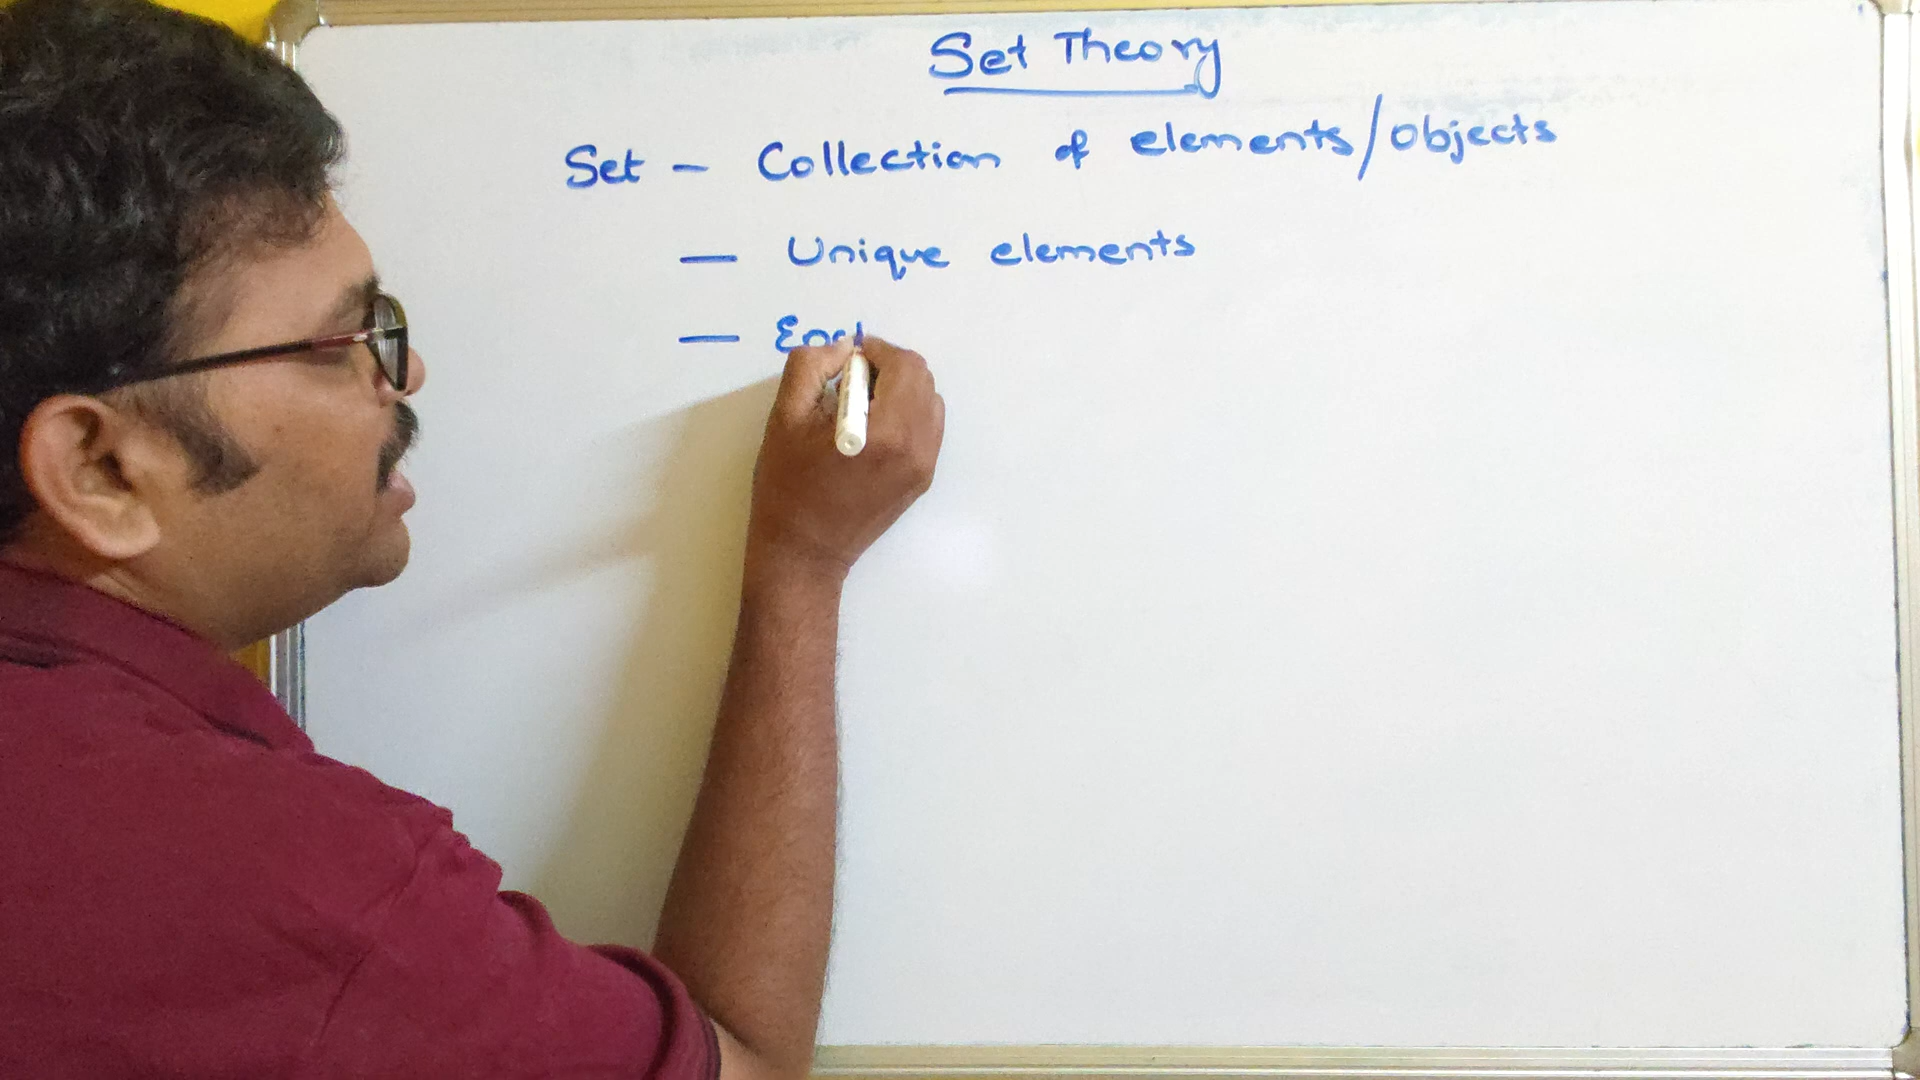 Set Theory
Set - Collection of elements/objects
— Unique elements
—